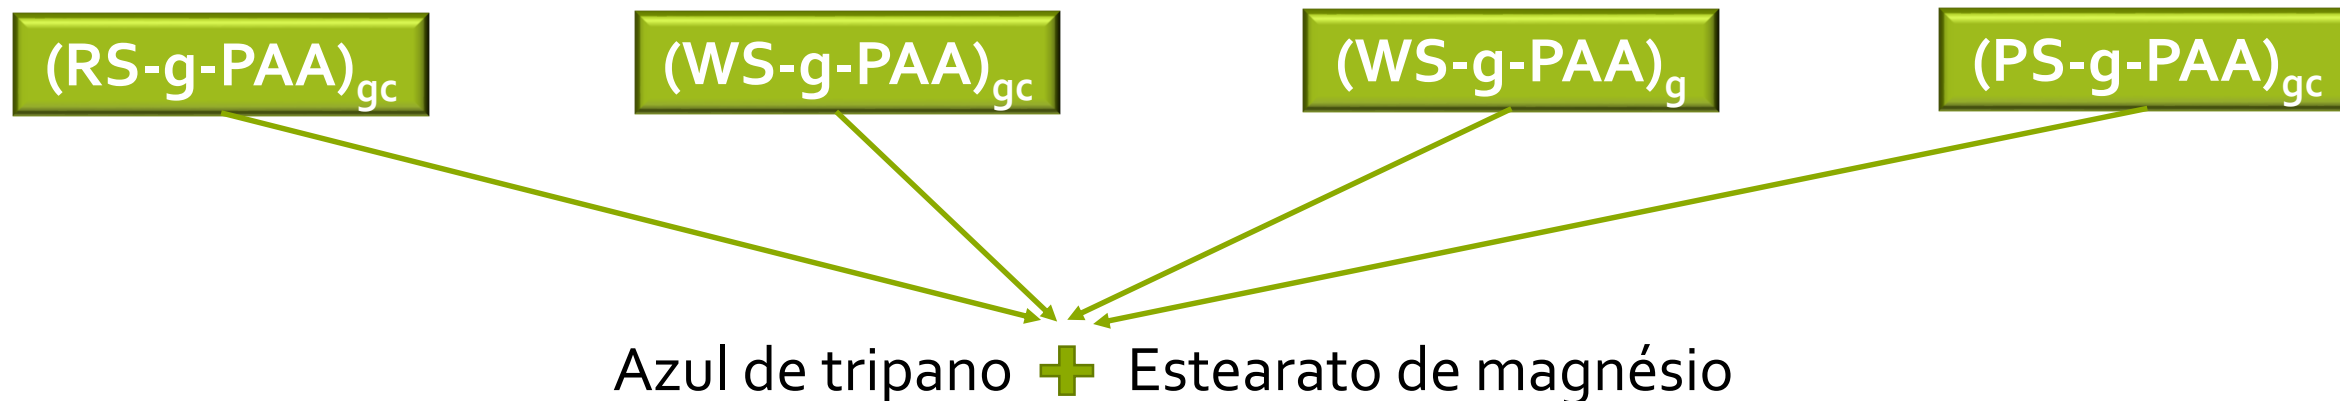 (RS-g-PAA)gc (WS-g-PAA)gc (WS-g-PAA)g (PS-g-PAA)gc
Azul de tripano + Estearato de magnésio